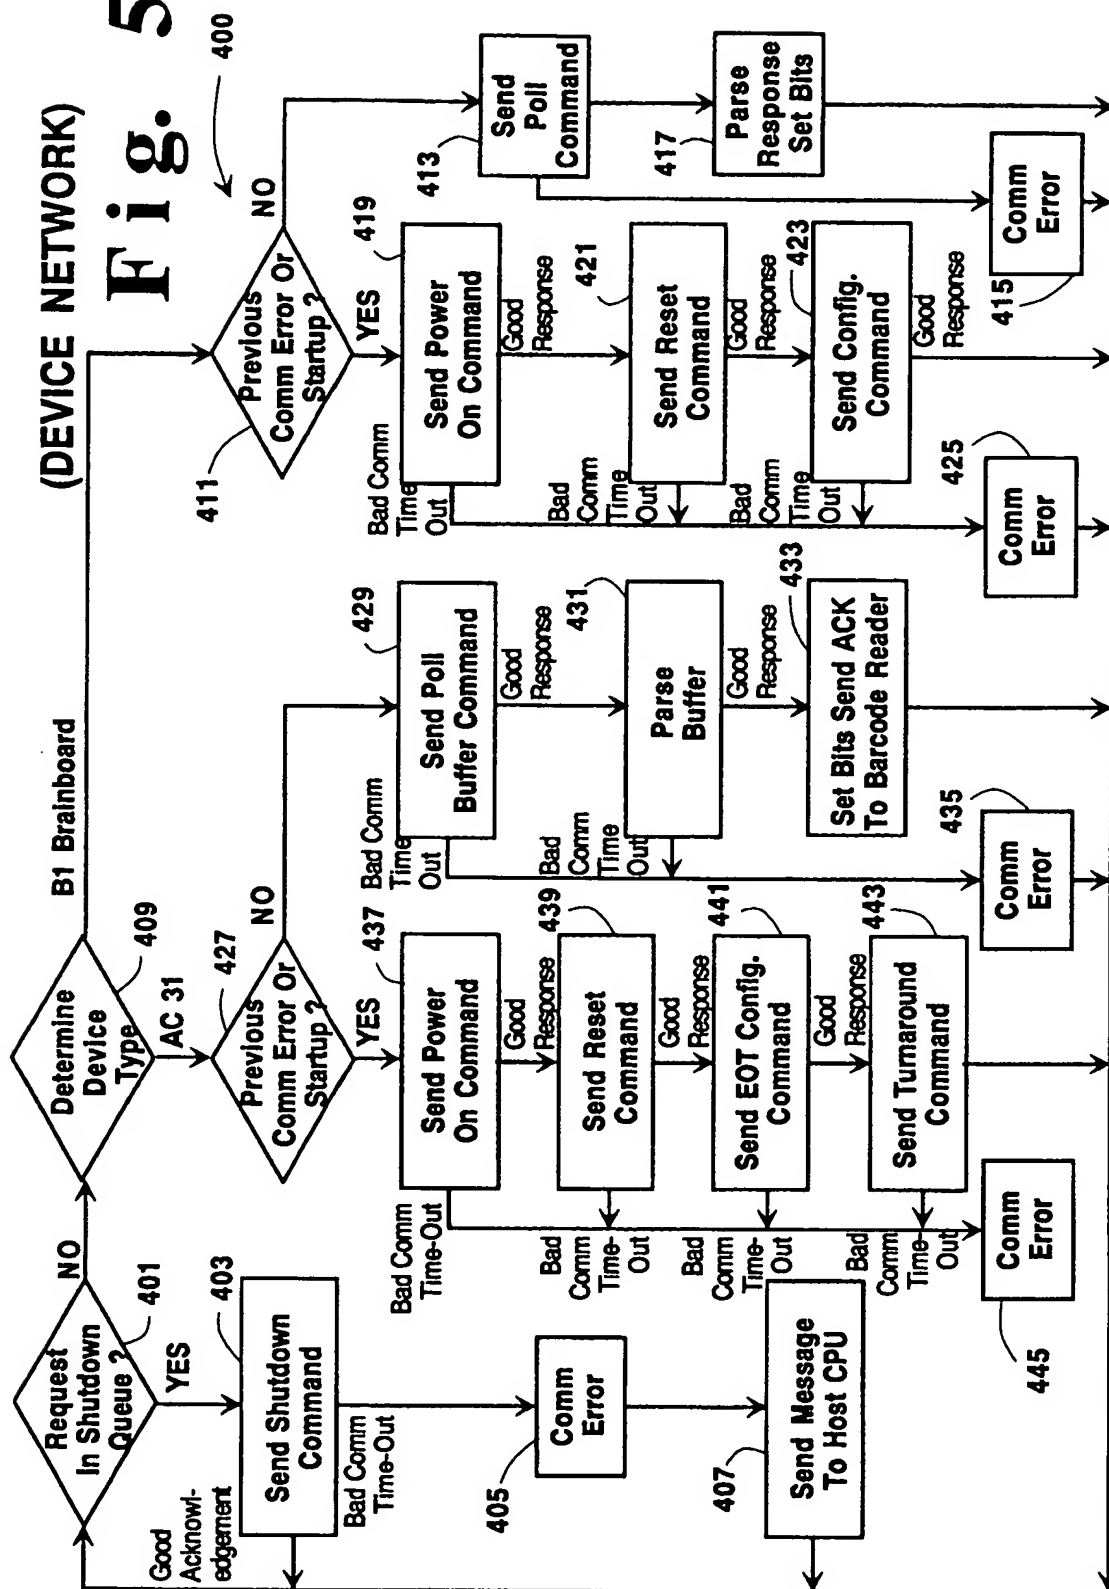 (DEVICE NETWORK)
Fig. 5
400
Request
In Shutdown
Queue ?
401
NO
YES
Good
Acknowl-
edgement
Send Shutdown
Command
403
Bad Comm
Time-Out
Comm
Error
405
Send Message
To Host CPU
407
Determine
Device
Type
409
B1 Brainboard
AC 31
Previous
Comm Error Or
Startup ?
427
NO
YES
Send Power
On Command
437
Bad Comm
Time-Out
Good
Response
Send Reset
Command
439
Bad
Comm
Time-
Out
Good
Response
Send EOT Config.
Command
441
Bad
Comm
Time-
Out
Good
Response
Send Turnaround
Command
443
Bad
Comm
Time-
Out
Comm
Error
445
Send Poll
Buffer Command
429
Bad Comm
Time
Out
Good
Response
Parse
Buffer
431
Bad
Comm
Time
Out
Good
Response
Set Bits Send ACK
To Barcode Reader
433
Comm
Error
435
Previous
Comm Error Or
Startup ?
411
NO
YES
Send Power
On Command
419
Bad Comm
Time
Out
Good
Response
Send Reset
Command
421
Bad
Comm
Time
Out
Good
Response
Send Config.
Command
423
Bad
Comm
Time
Out
Good
Response
Comm
Error
425
Send
Poll
Command
413
Parse
Response
Set Bits
417
Comm
Error
415